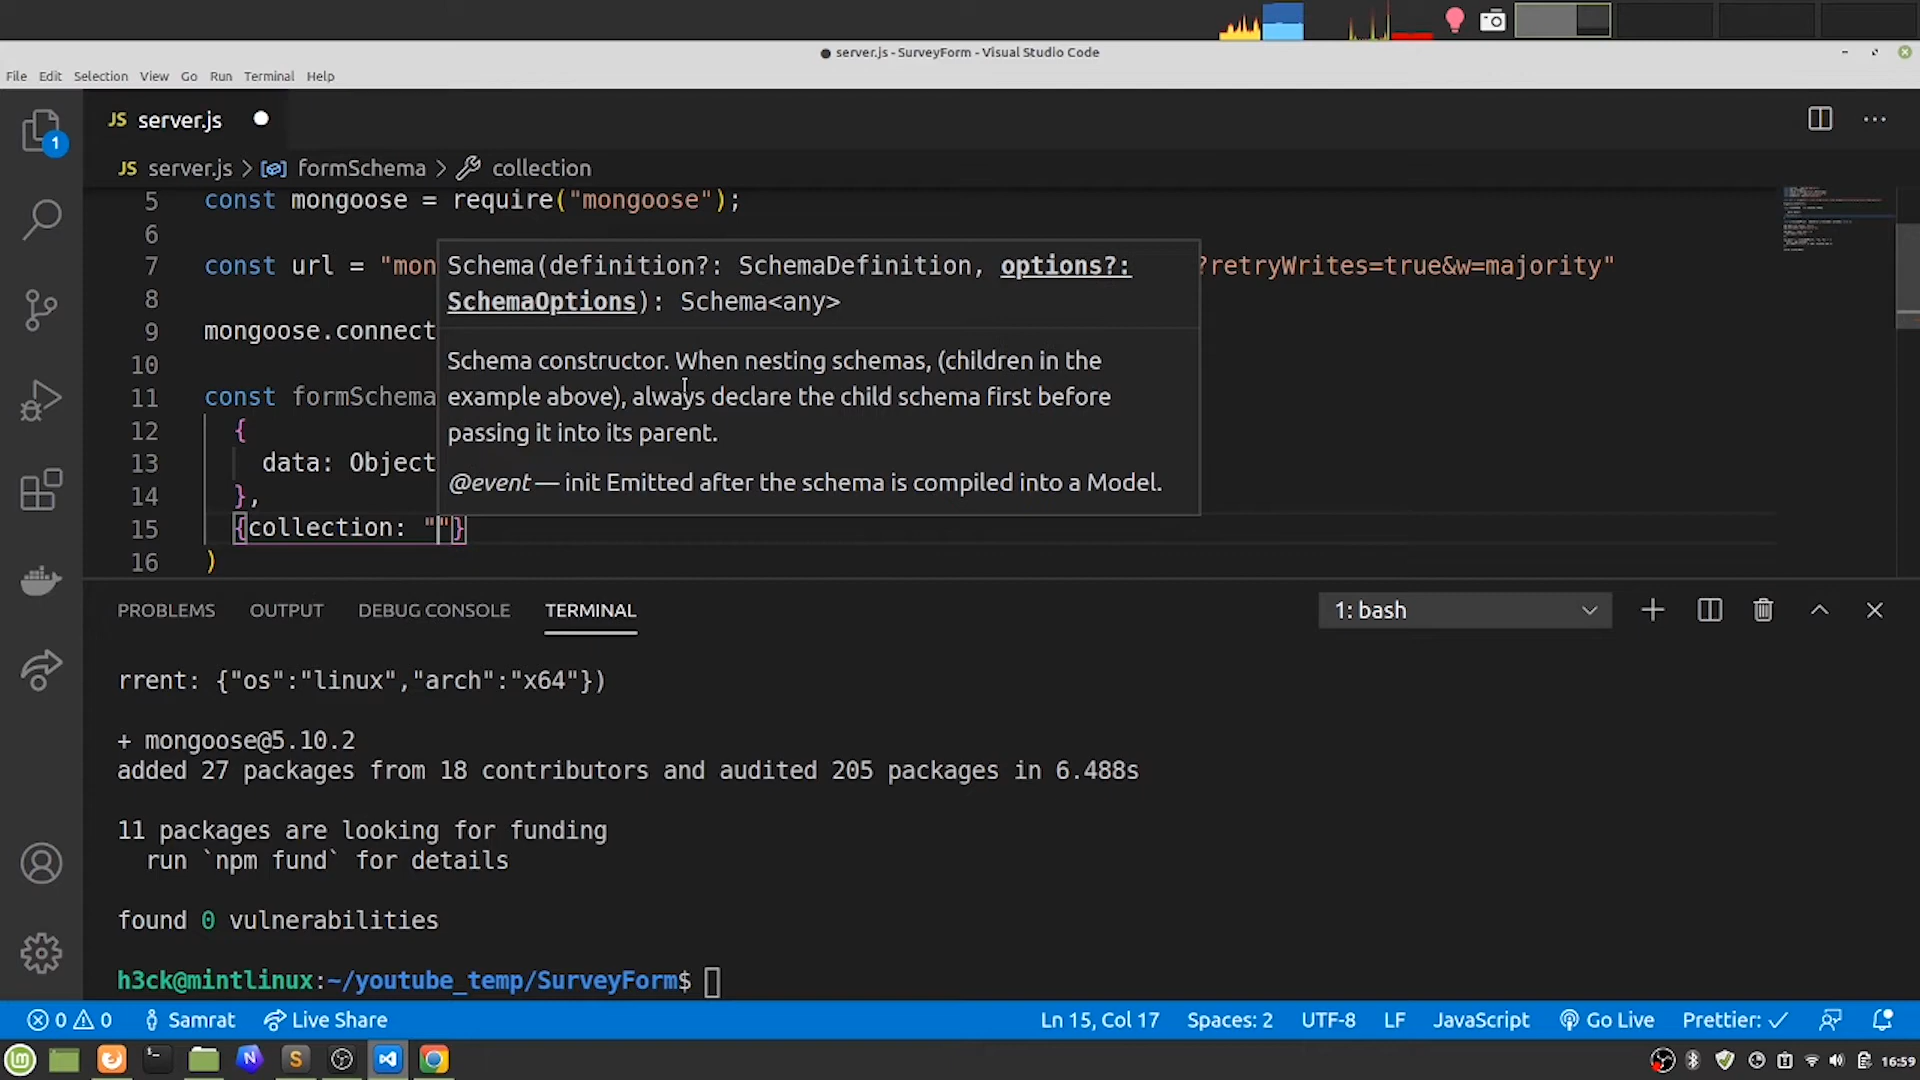 server.js - SurveyForm - Visual Studio Code
File Edit Selection View Go Run Terminal Help
JS server.js
1
JS server.js > formSchema > collection
5 const mongoose = require("mongoose");
6
7 const url = "mon ?retryWrites=true&w=majority"
8
9 mongoose.connect
10
11 const formSchema
12 {
13 data: Object
14 },
15 {collection: ""}
16 )
Schema(definition?: SchemaDefinition, options?:
SchemaOptions): Schema<any>
Schema constructor. When nesting schemas, (children in the
example above), always declare the child schema first before
passing it into its parent.
@event — init Emitted after the schema is compiled into a Model.
PROBLEMS OUTPUT DEBUG CONSOLE TERMINAL 1: bash
rrent: {"os":"linux","arch":"x64"})
+ mongoose@5.10.2
added 27 packages from 18 contributors and audited 205 packages in 6.488s
11 packages are looking for funding
run `npm fund` for details
found 0 vulnerabilities
h3ck@mintlinux:~/youtube_temp/SurveyForm$
0 0 Samrat Live Share Ln 15, Col 17 Spaces: 2 UTF-8 LF JavaScript Go Live Prettier: ✓
16:59